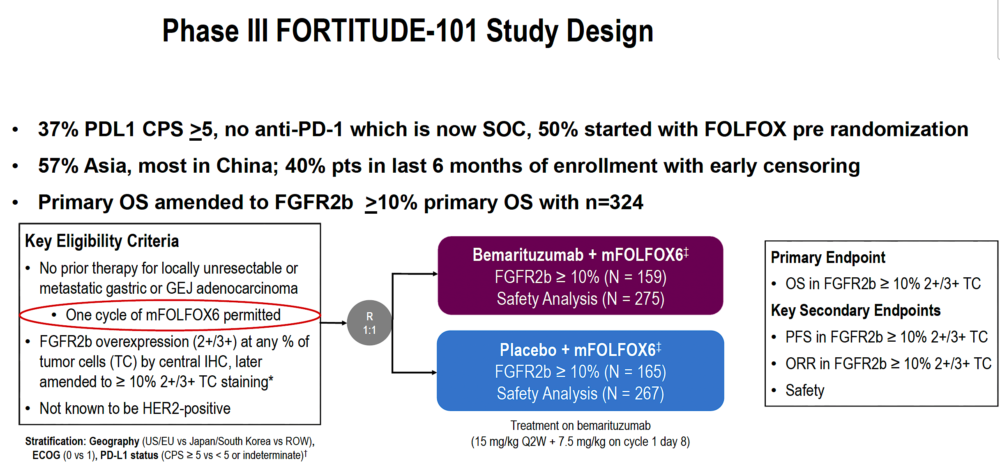 Phase III FORTITUDE-101 Study Design
• 37% PDL1 CPS ≥5, no anti-PD-1 which is now SOC, 50% started with FOLFOX pre randomization
• 57% Asia, most in China; 40% pts in last 6 months of enrollment with early censoring
• Primary OS amended to FGFR2b ≥10% primary OS with n=324
Key Eligibility Criteria
• No prior therapy for locally unresectable or
metastatic gastric or GEJ adenocarcinoma
• One cycle of mFOLFOX6 permitted
• FGFR2b overexpression (2+/3+) at any % of
tumor cells (TC) by central IHC, later
amended to ≥ 10% 2+/3+ TC staining*
• Not known to be HER2-positive
Stratification: Geography (US/EU vs Japan/South Korea vs ROW),
ECOG (0 vs 1), PD-L1 status (CPS ≥ 5 vs < 5 or indeterminate)†
R
1:1
Bemarituzumab + mFOLFOX6‡
FGFR2b ≥ 10% (N = 159)
Safety Analysis (N = 275)
Placebo + mFOLFOX6‡
FGFR2b ≥ 10% (N = 165)
Safety Analysis (N = 267)
Treatment on bemarituzumab
(15 mg/kg Q2W + 7.5 mg/kg on cycle 1 day 8)
Primary Endpoint
• OS in FGFR2b ≥ 10% 2+/3+ TC
Key Secondary Endpoints
• PFS in FGFR2b ≥ 10% 2+/3+ TC
• ORR in FGFR2b ≥ 10% 2+/3+ TC
• Safety